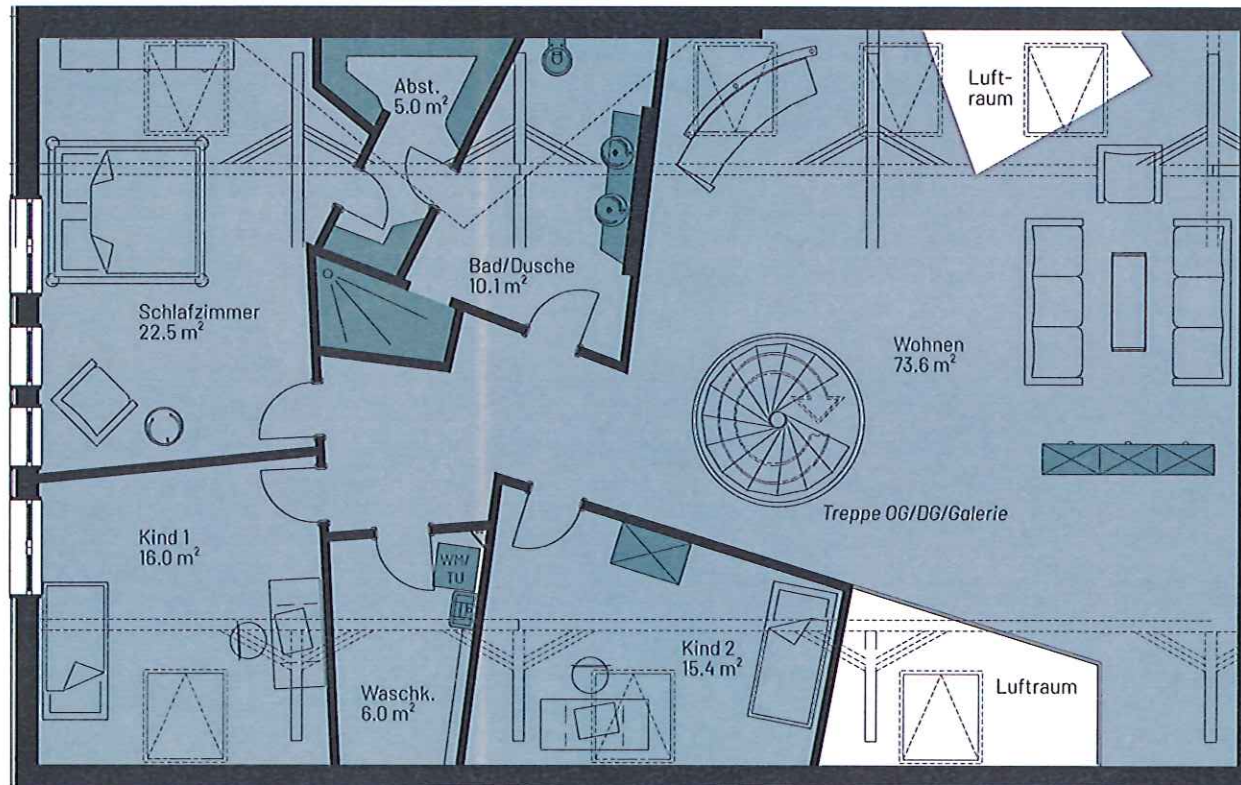 Abst.
5.0 m²
Luft-
raum
Bad/Dusche
10.1 m²
Schlafzimmer
22.5 m²
Wohnen
73.6 m²
Treppe OG/DG/Galerie
Kind 1
16.0 m²
WM/
TU
TB
Kind 2
15.4 m²
Waschk.
6.0 m²
Luftraum